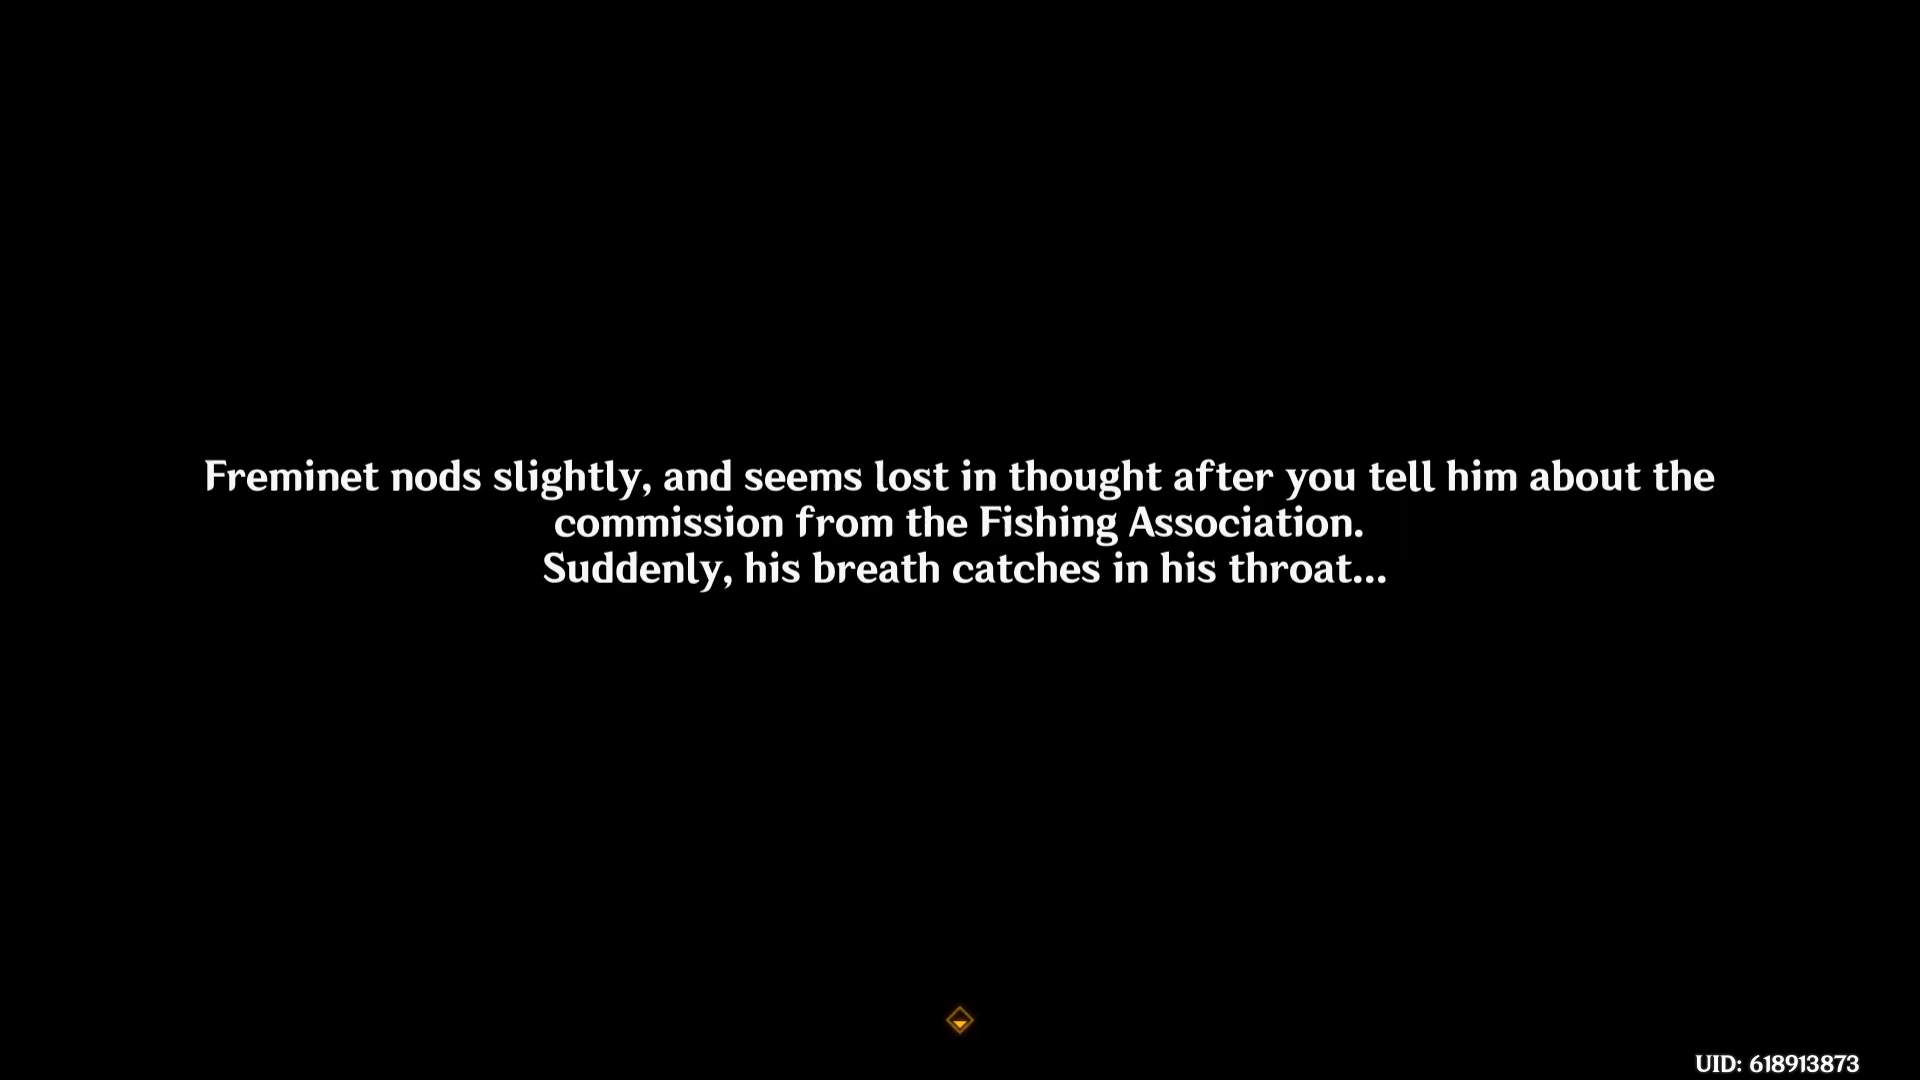 Freminet nods slightly, and seems lost in thought after you tell him about the
commission from the Fishing Association.
Suddenly, his breath catches in his throat...
UID: 618913873